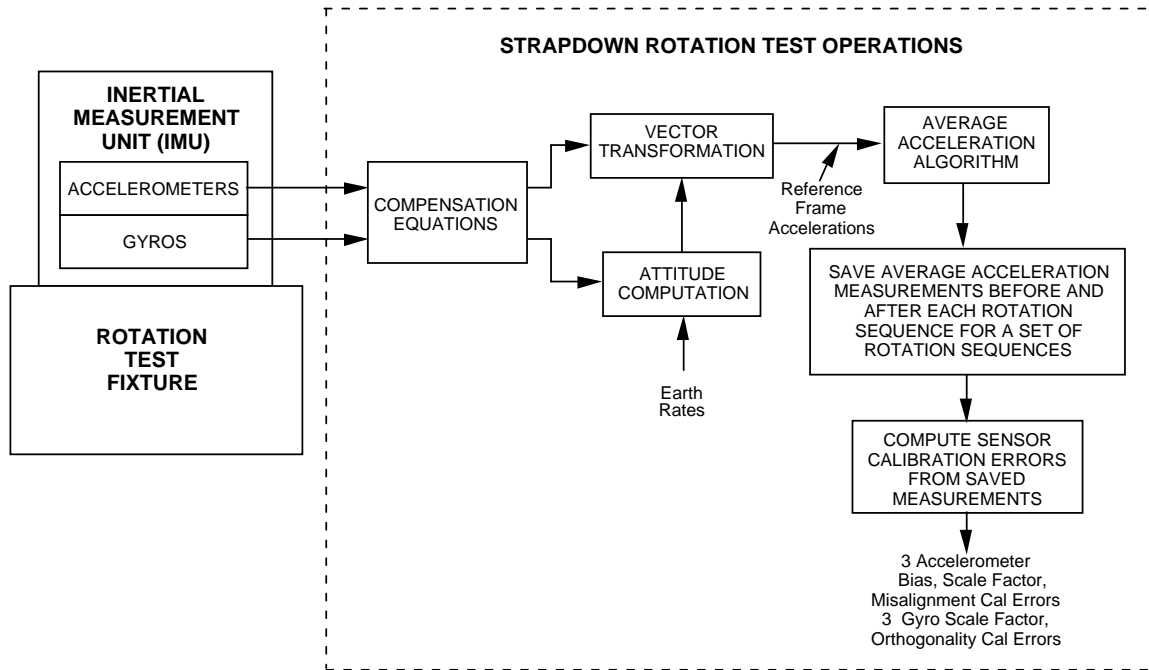 STRAPDOWN ROTATION TEST OPERATIONS
INERTIAL
MEASUREMENT
UNIT (IMU)
ACCELEROMETERS
GYROS
ROTATION
TEST
FIXTURE
COMPENSATION
EQUATIONS
VECTOR
TRANSFORMATION
ATTITUDE
COMPUTATION
Earth
Rates
Reference
Frame
Accelerations
AVERAGE
ACCELERATION
ALGORITHM
SAVE AVERAGE ACCELERATION
MEASUREMENTS BEFORE AND
AFTER EACH ROTATION
SEQUENCE FOR A SET OF
ROTATION SEQUENCES
COMPUTE SENSOR
CALIBRATION ERRORS
FROM SAVED
MEASUREMENTS
3 Accelerometer
Bias, Scale Factor,
Misalignment Cal Errors
3 Gyro Scale Factor,
Orthogonality Cal Errors